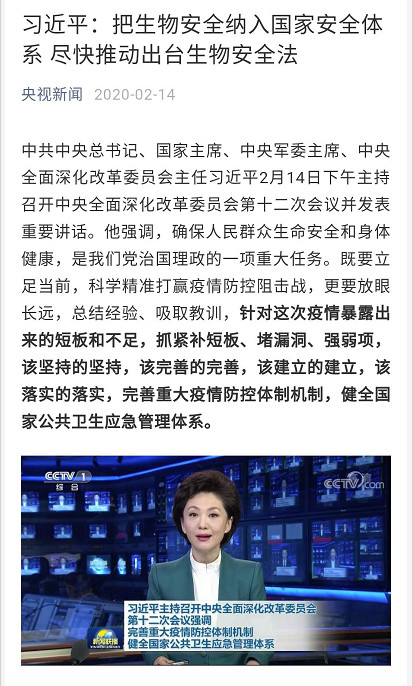 习近平：把生物安全纳入国家安全体
系 尽快推动出台生物安全法
央视新闻 2020-02-14
中共中央总书记、国家主席、中央军委主席、中央
全面深化改革委员会主任习近平2月14日下午主持
召开中央全面深化改革委员会第十二次会议并发表
重要讲话。他强调，确保人民群众生命安全和身体
健康，是我们党治国理政的一项重大任务。既要立
足当前，科学精准打赢疫情防控阻击战，更要放眼
长远，总结经验、吸取教训，针对这次疫情暴露出
来的短板和不足，抓紧补短板、堵漏洞、强弱项，
该坚持的坚持，该完善的完善，该建立的建立，该
落实的落实，完善重大疫情防控体制机制，健全国
家公共卫生应急管理体系。
CCTV 1
综合
CCTV.com
习近平主持召开中央全面深化改革委员会
第十二次会议强调
完善重大疫情防控体制机制
健全国家公共卫生应急管理体系
新闻联播